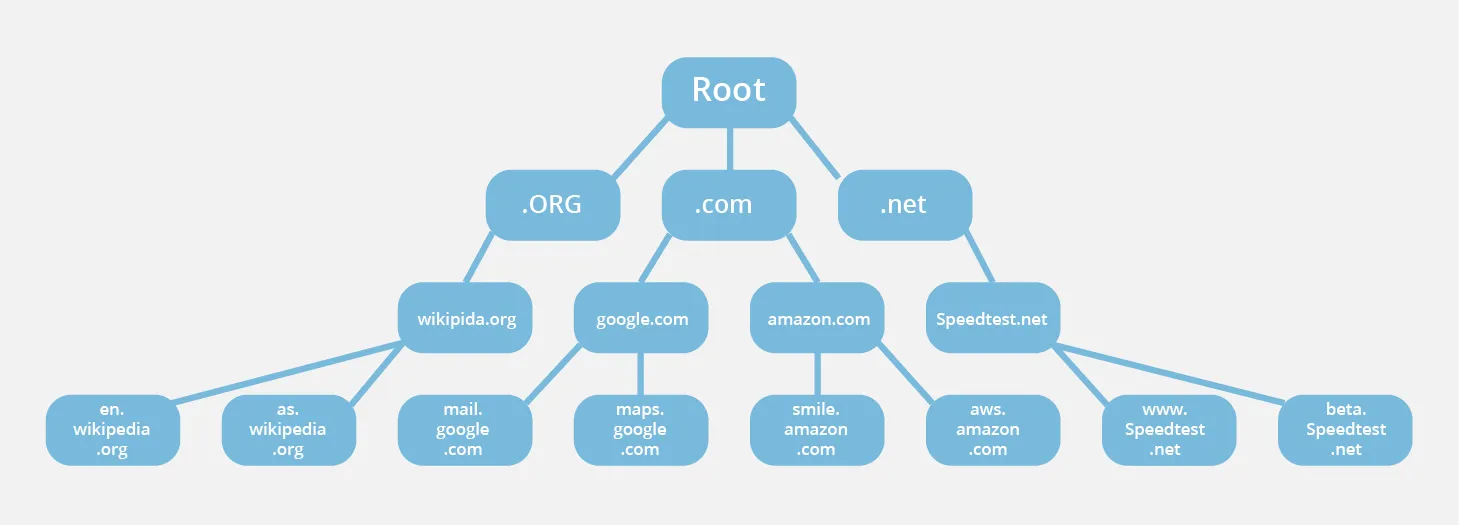 Root
.ORG
.com
.net
wikipida.org
google.com
amazon.com
Speedtest.net
en.
wikipedia
.org
as.
wikipedia
.org
mail.
google
.com
maps.
google
.com
smile.
amazon
.com
aws.
amazon
.com
www.
Speedtest
.net
beta.
Speedtest
.net